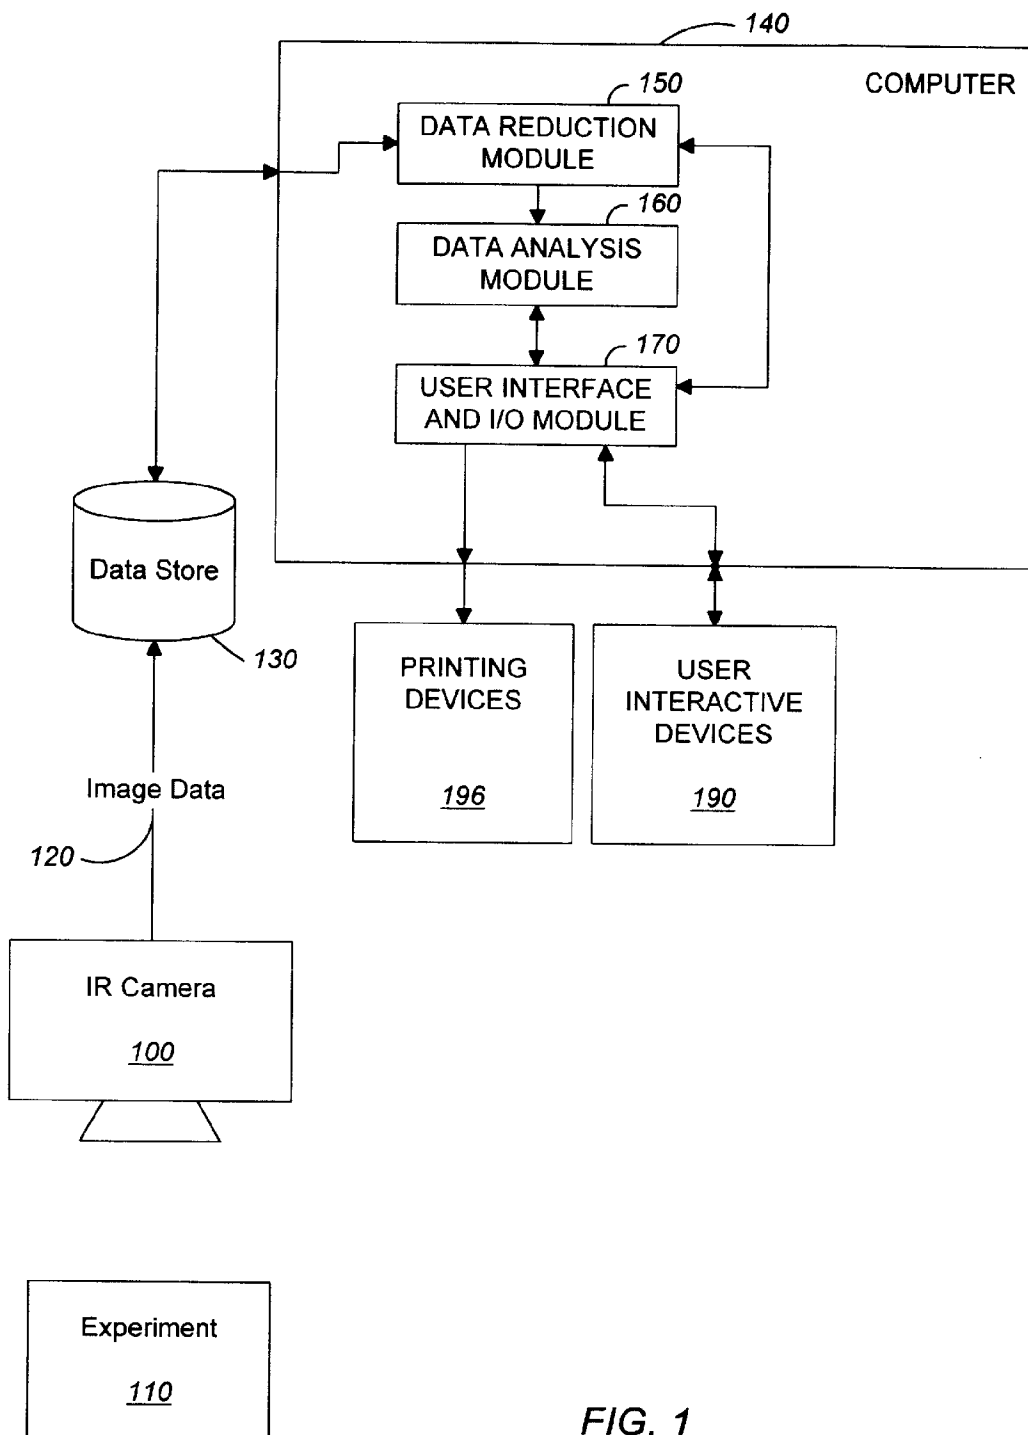 140
COMPUTER
150
DATA REDUCTION
MODULE
160
DATA ANALYSIS
MODULE
170
USER INTERFACE
AND I/O MODULE
Data Store
130
PRINTING
DEVICES
196
USER
INTERACTIVE
DEVICES
190
Image Data
120
IR Camera
100
Experiment
110
FIG. 1